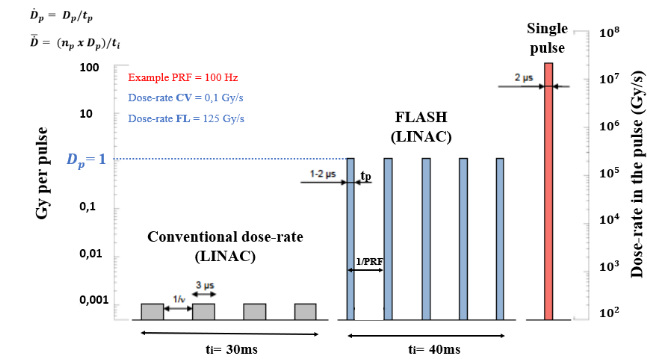 Ḋp = Dp/tp
D̄̇ = (np x Dp)/ti
Single
pulse
10⁸
100
Example PRF = 100 Hz
2 µs
10⁷
Dose-rate CV = 0,1 Gy/s
10
Dose-rate FL = 125 Gy/s
FLASH
(LINAC)
10⁶
Dp= 1
1-2 µs
tp
10⁵
0,1
10⁴
Conventional dose-rate
(LINAC)
0,01
1/PRF
10³
3 µs
1/ν
0,001
10²
Gy per pulse
Dose-rate in the pulse (Gy/s)
ti= 30ms
ti= 40ms